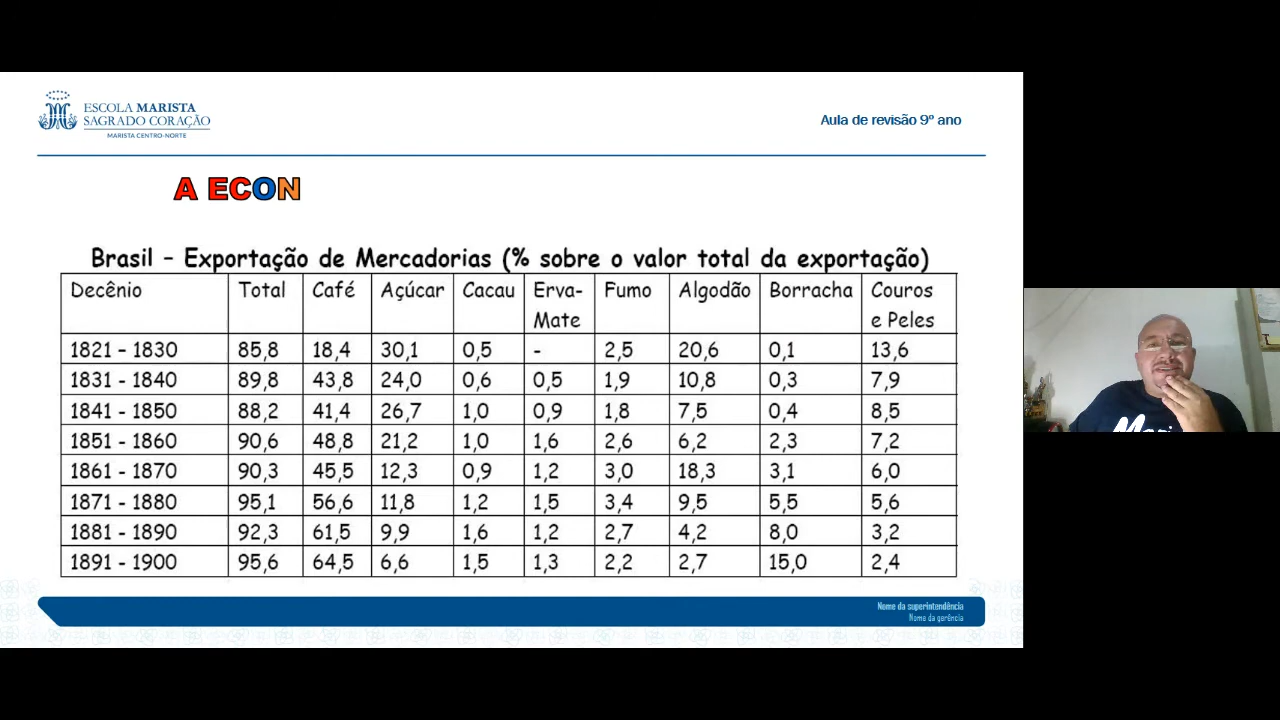 ESCOLA MARISTA
SAGRADO CORAÇÃO
MARISTA CENTRO-NORTE
Aula de revisão 9º ano
A ECON
Brasil – Exportação de Mercadorias (% sobre o valor total da exportação)
Decênio Total Café Açúcar Cacau Erva-Mate Fumo Algodão Borracha Couros e Peles
1821 – 1830 85,8 18,4 30,1 0,5 - 2,5 20,6 0,1 13,6
1831 - 1840 89,8 43,8 24,0 0,6 0,5 1,9 10,8 0,3 7,9
1841 - 1850 88,2 41,4 26,7 1,0 0,9 1,8 7,5 0,4 8,5
1851 - 1860 90,6 48,8 21,2 1,0 1,6 2,6 6,2 2,3 7,2
1861 - 1870 90,3 45,5 12,3 0,9 1,2 3,0 18,3 3,1 6,0
1871 - 1880 95,1 56,6 11,8 1,2 1,5 3,4 9,5 5,5 5,6
1881 - 1890 92,3 61,5 9,9 1,6 1,2 2,7 4,2 8,0 3,2
1891 - 1900 95,6 64,5 6,6 1,5 1,3 2,2 2,7 15,0 2,4
Nome da superintendência
Nome da gerência